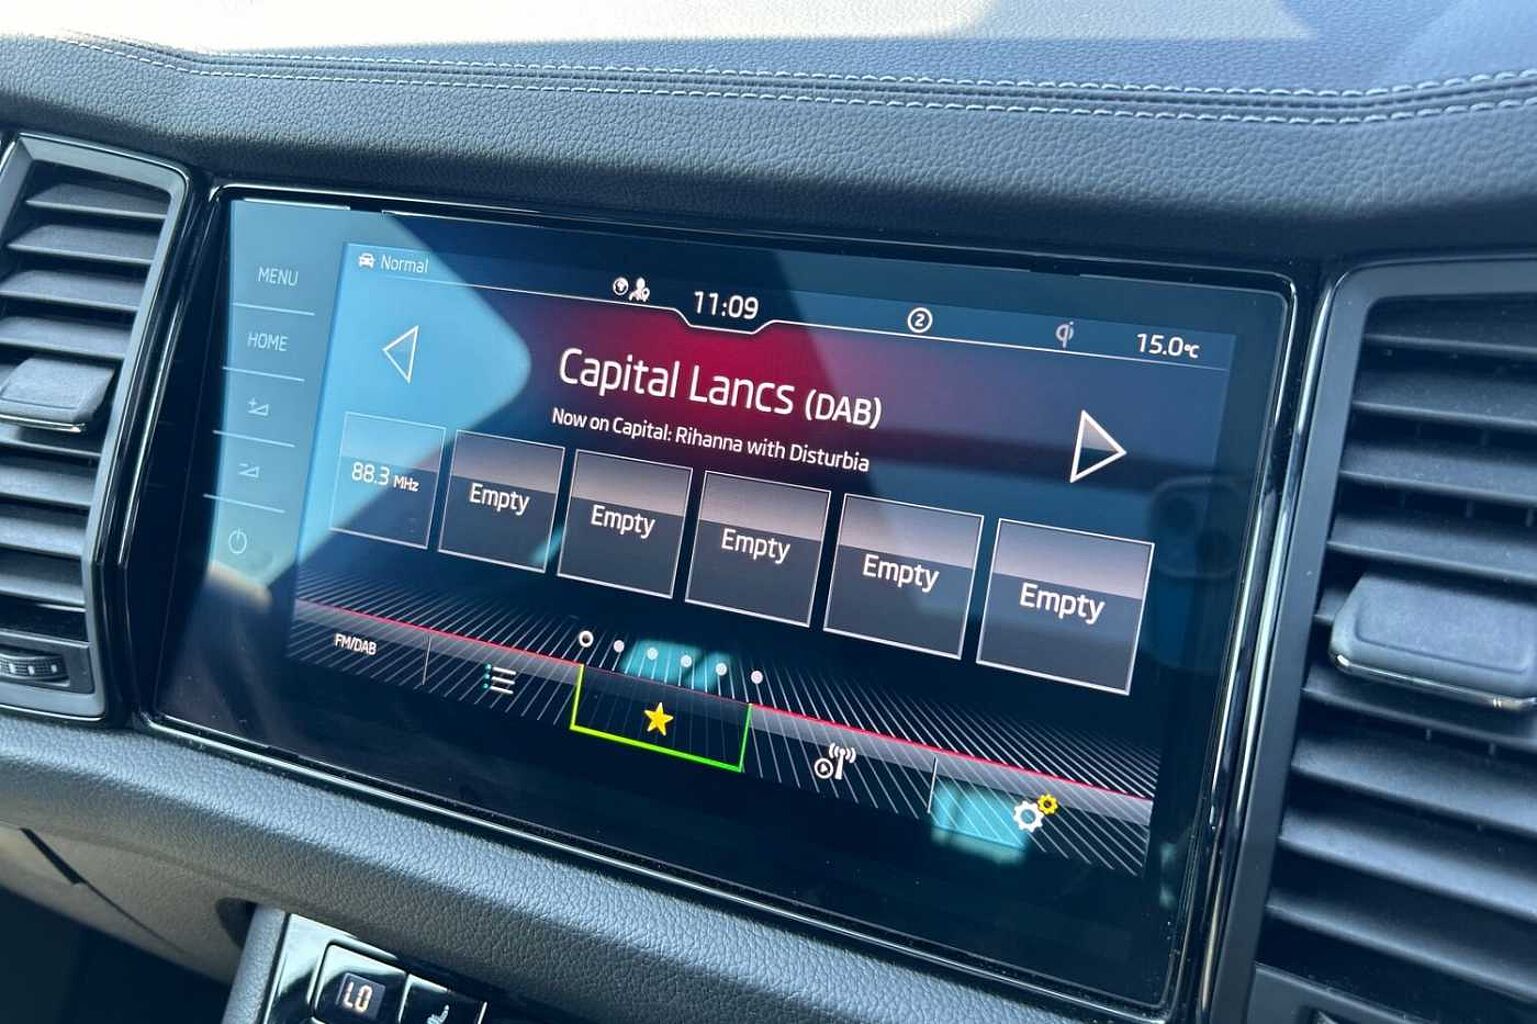 MENU
HOME
Normal
11:09
2
15.0°C
Capital Lancs (DAB)
Now on Capital: Rihanna with Disturbia
88.3 MHz
Empty
Empty
Empty
Empty
Empty
FM/DAB
LO